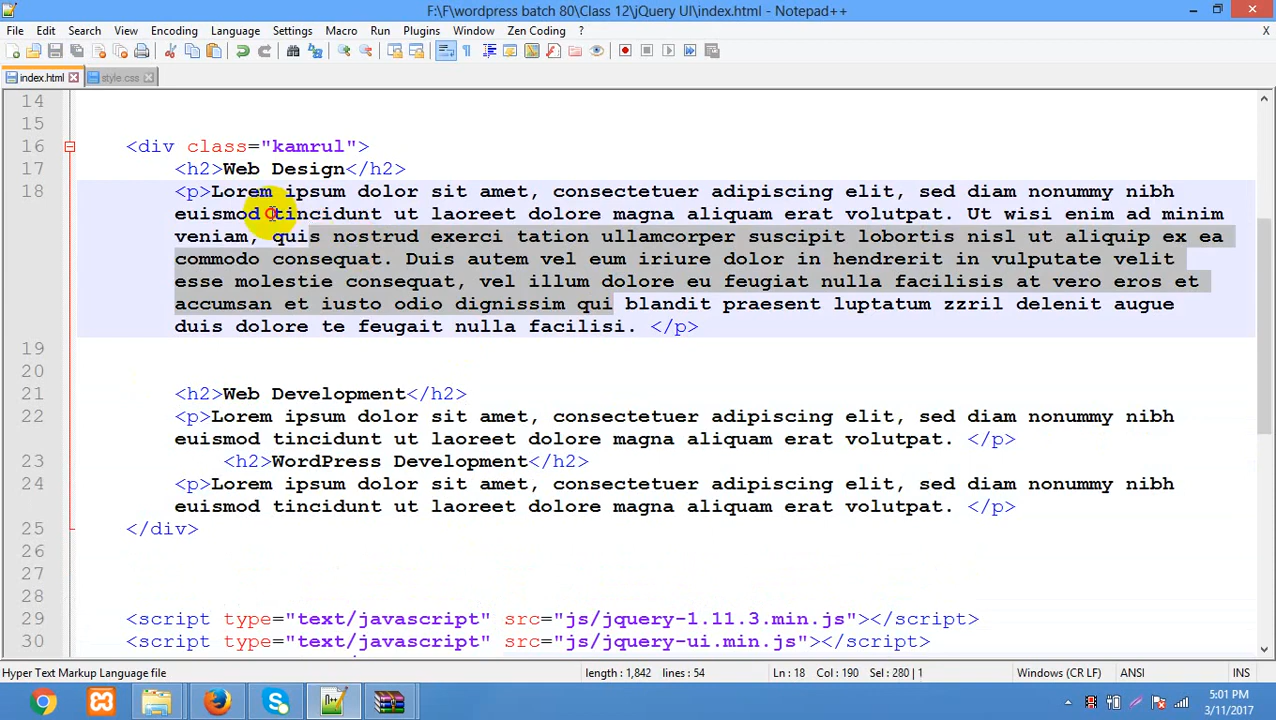 F:\F\wordpress batch 80\Class 12\jQuery UI\index.html - Notepad++
File Edit Search View Encoding Language Settings Macro Run Plugins Window Zen Coding ? X
index.html style.css
14
15
16 <div class="kamrul">
17 <h2>Web Design</h2>
18 <p>Lorem ipsum dolor sit amet, consectetuer adipiscing elit, sed diam nonummy nibh
euismod tincidunt ut laoreet dolore magna aliquam erat volutpat. Ut wisi enim ad minim
veniam, quis nostrud exerci tation ullamcorper suscipit lobortis nisl ut aliquip ex ea
commodo consequat. Duis autem vel eum iriure dolor in hendrerit in vulputate velit
esse molestie consequat, vel illum dolore eu feugiat nulla facilisis at vero eros et
accumsan et iusto odio dignissim qui blandit praesent luptatum zzril delenit augue
duis dolore te feugait nulla facilisi. </p>
19
20
21 <h2>Web Development</h2>
22 <p>Lorem ipsum dolor sit amet, consectetuer adipiscing elit, sed diam nonummy nibh
euismod tincidunt ut laoreet dolore magna aliquam erat volutpat. </p>
23 <h2>WordPress Development</h2>
24 <p>Lorem ipsum dolor sit amet, consectetuer adipiscing elit, sed diam nonummy nibh
euismod tincidunt ut laoreet dolore magna aliquam erat volutpat. </p>
25 </div>
26
27
28
29 <script type="text/javascript" src="js/jquery-1.11.3.min.js"></script>
30 <script type="text/javascript" src="js/jquery-ui.min.js"></script>
Hyper Text Markup Language file length : 1,842 lines : 54 Ln : 18 Col : 190 Sel : 280 | 1 Windows (CR LF) ANSI INS
5:01 PM
3/11/2017